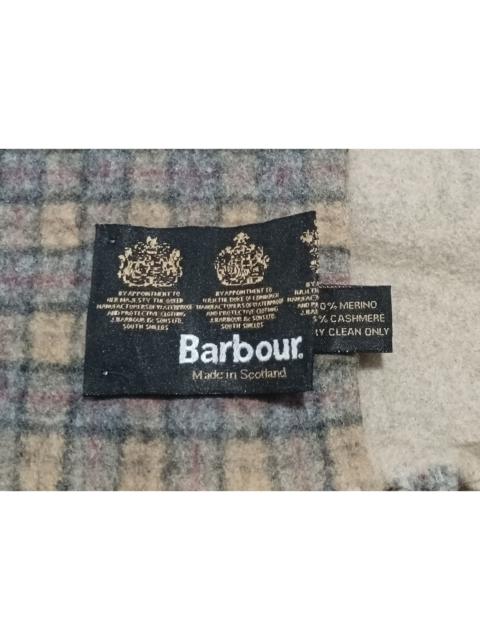 BY APPOINTMENT TO
HER MAJESTY THE QUEEN
MANUFACTURERS OF WATERPROOF
AND PROTECTIVE CLOTHING
J. BARBOUR & SONS LTD.
SOUTH SHIELDS
BY APPOINTMENT TO
H.R.H. THE DUKE OF EDINBURGH
MANUFACTURERS OF WATERPROOF
AND PROTECTIVE CLOTHING
J. BARBOUR & SONS LTD.
SOUTH SHIELDS
Barbour.
Made in Scotland
0% MERINO
% CASHMERE
RY CLEAN ONLY